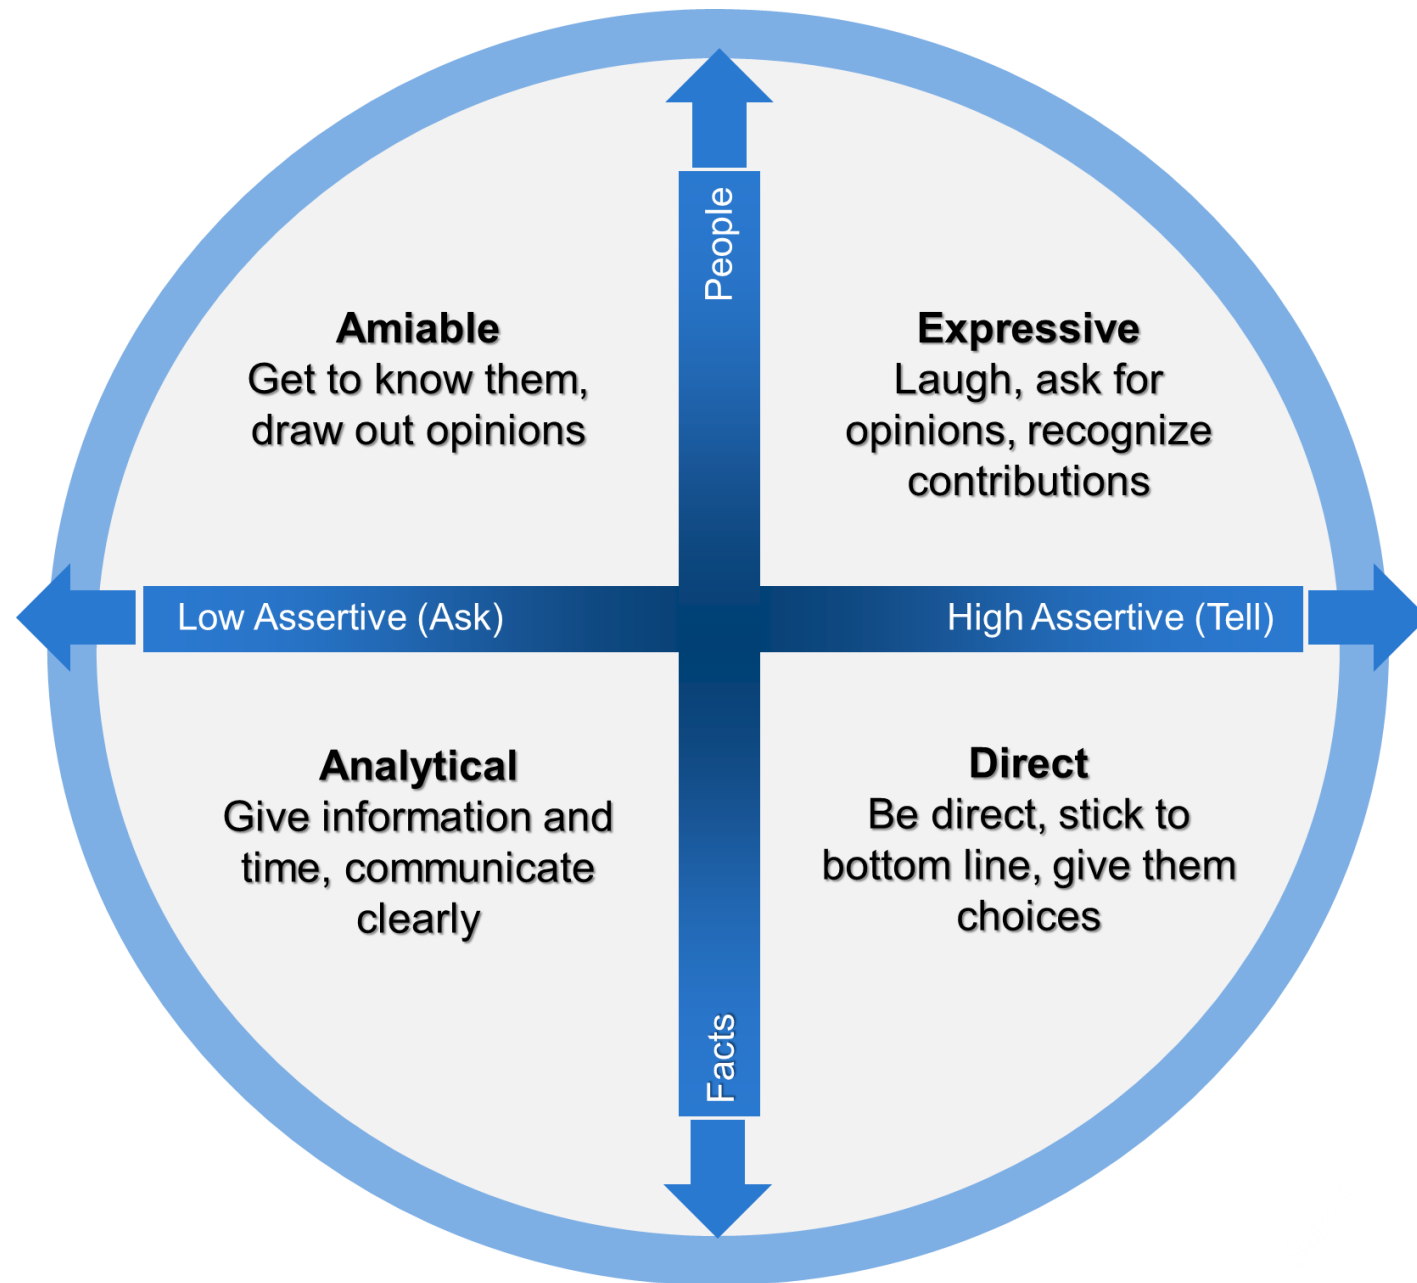 People
Amiable
Get to know them,
draw out opinions
Expressive
Laugh, ask for
opinions, recognize
contributions
Low Assertive (Ask)
High Assertive (Tell)
Analytical
Give information and
time, communicate
clearly
Direct
Be direct, stick to
bottom line, give them
choices
Facts